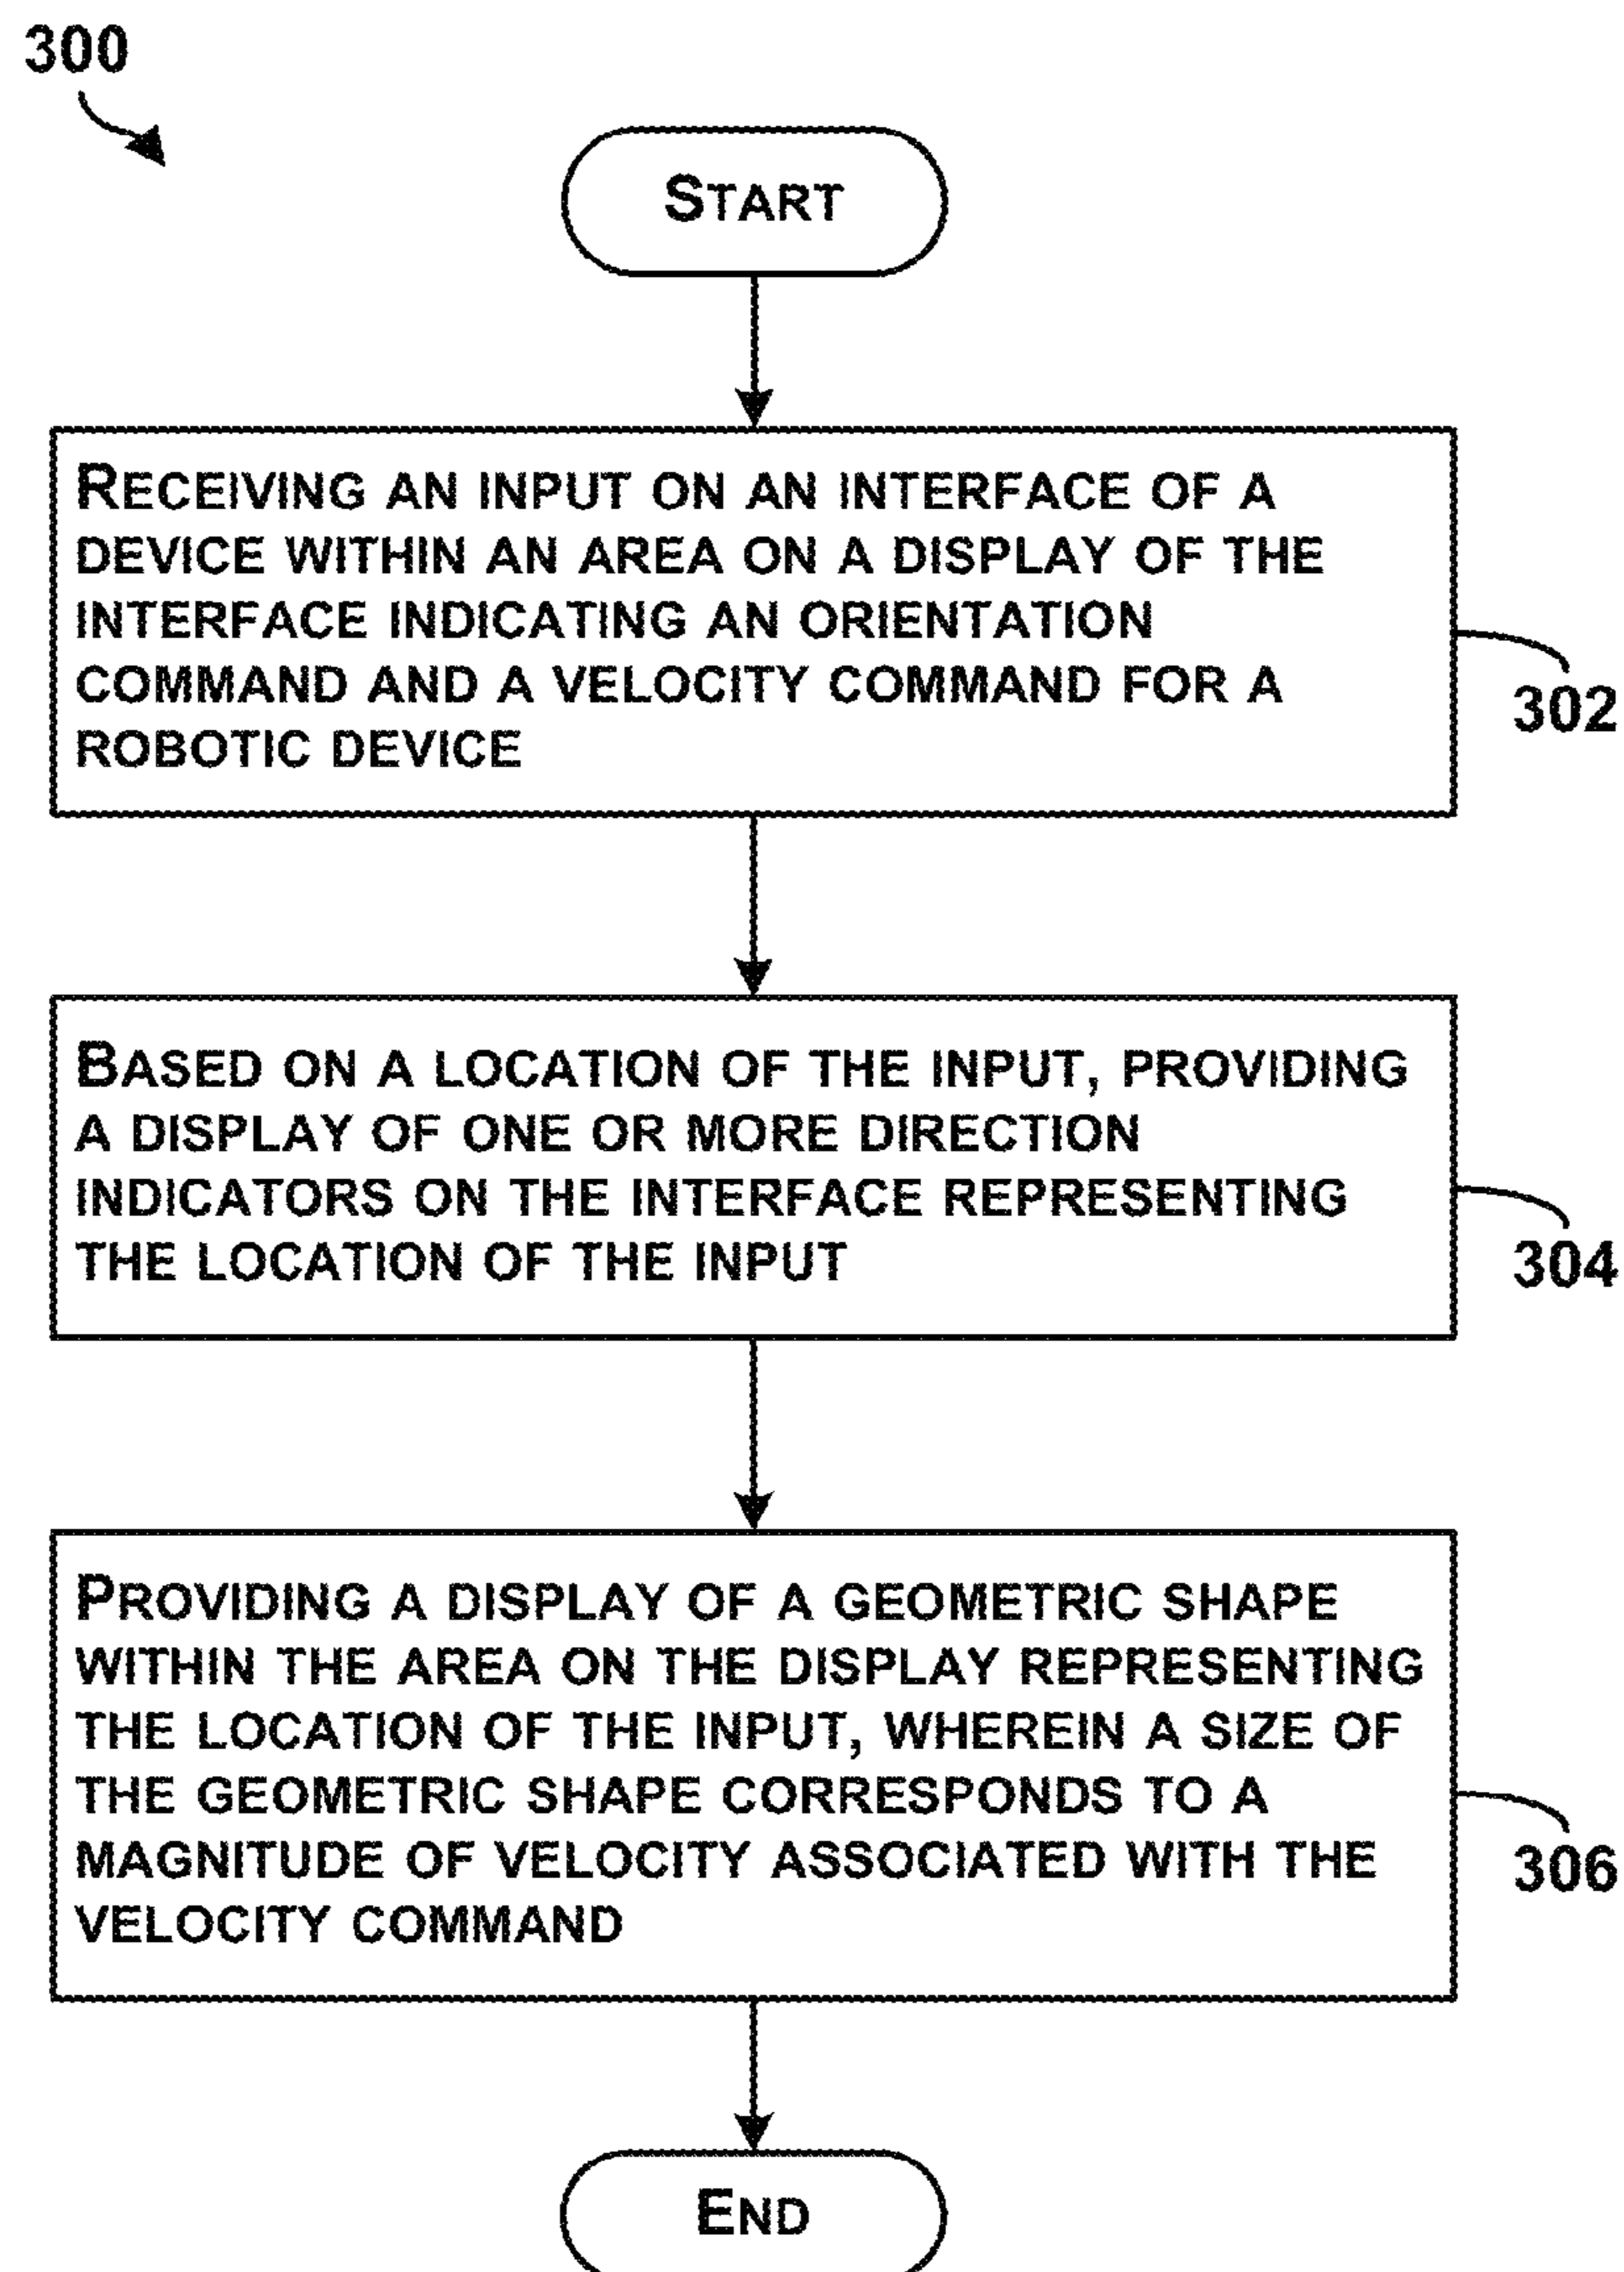 300
START
RECEIVING AN INPUT ON AN INTERFACE OF A
DEVICE WITHIN AN AREA ON A DISPLAY OF THE
INTERFACE INDICATING AN ORIENTATION
COMMAND AND A VELOCITY COMMAND FOR A
ROBOTIC DEVICE
302
BASED ON A LOCATION OF THE INPUT, PROVIDING
A DISPLAY OF ONE OR MORE DIRECTION
INDICATORS ON THE INTERFACE REPRESENTING
THE LOCATION OF THE INPUT
304
PROVIDING A DISPLAY OF A GEOMETRIC SHAPE
WITHIN THE AREA ON THE DISPLAY REPRESENTING
THE LOCATION OF THE INPUT, WHEREIN A SIZE OF
THE GEOMETRIC SHAPE CORRESPONDS TO A
MAGNITUDE OF VELOCITY ASSOCIATED WITH THE
VELOCITY COMMAND
306
END